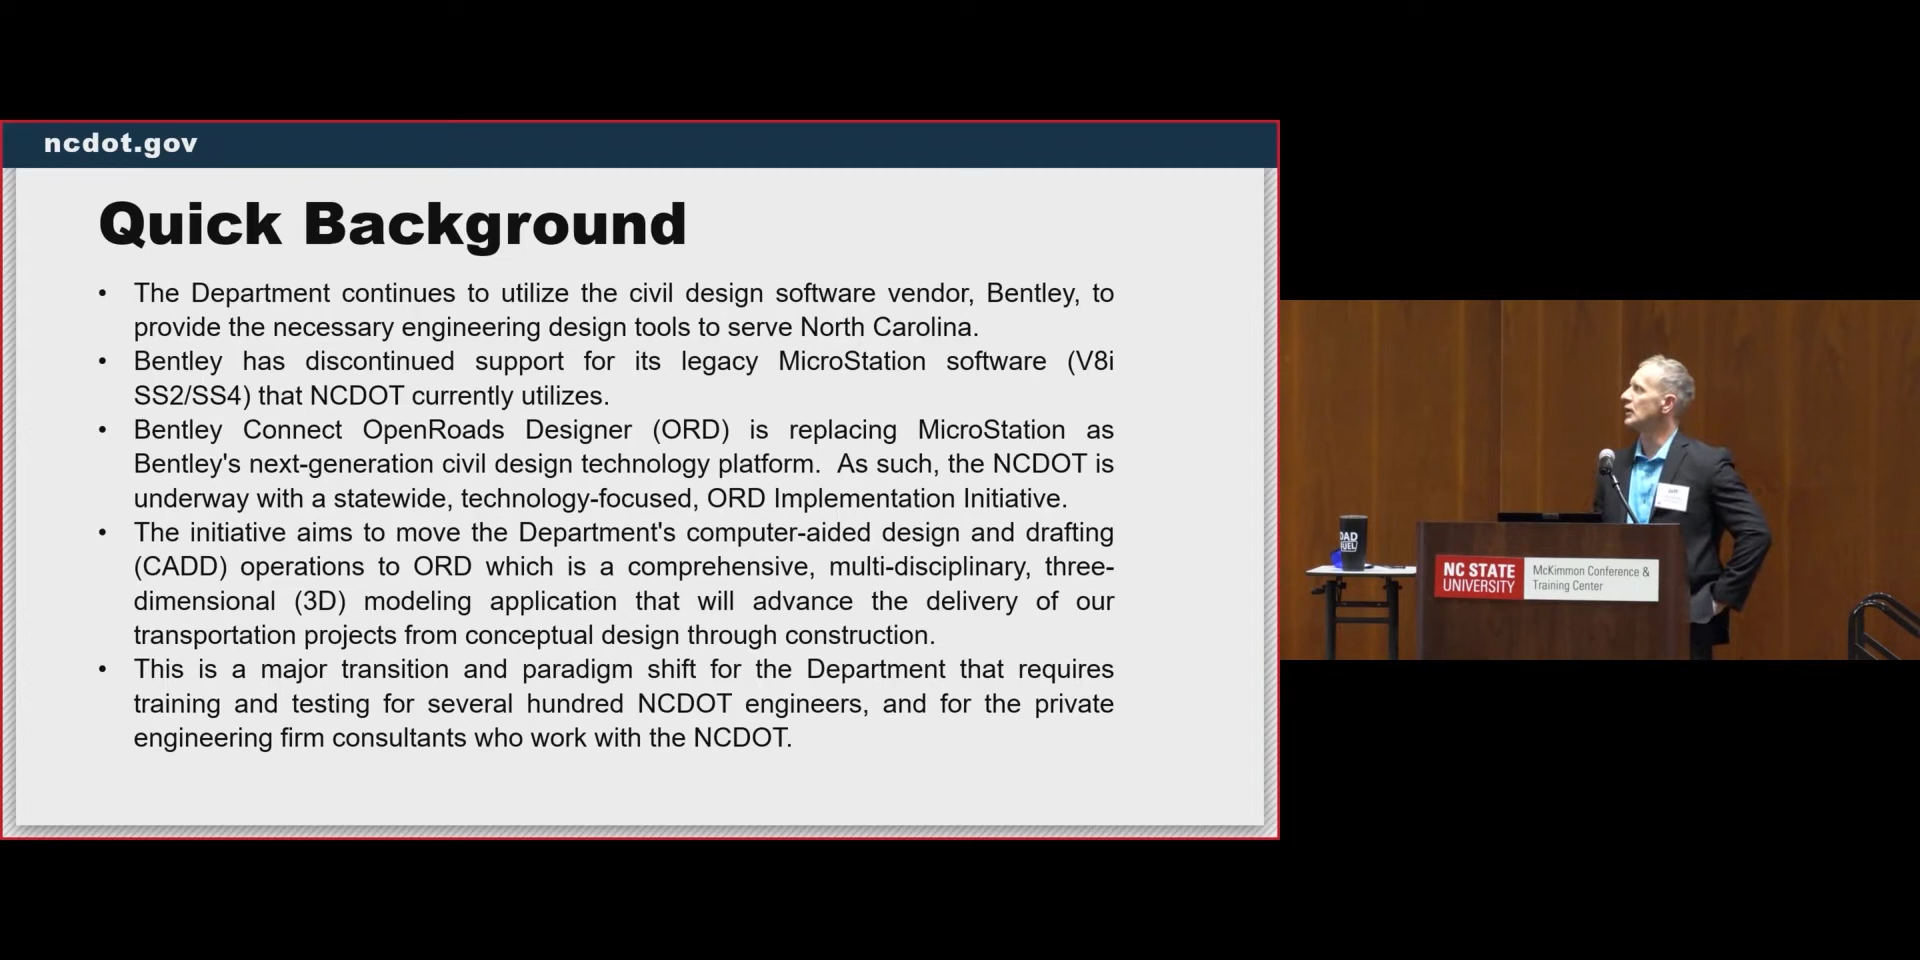 ncdot.gov
Quick Background
• The Department continues to utilize the civil design software vendor, Bentley, to
provide the necessary engineering design tools to serve North Carolina.
• Bentley has discontinued support for its legacy MicroStation software (V8i
SS2/SS4) that NCDOT currently utilizes.
• Bentley Connect OpenRoads Designer (ORD) is replacing MicroStation as
Bentley's next-generation civil design technology platform.  As such, the NCDOT is
underway with a statewide, technology-focused, ORD Implementation Initiative.
• The initiative aims to move the Department's computer-aided design and drafting
(CADD) operations to ORD which is a comprehensive, multi-disciplinary, three-
dimensional (3D) modeling application that will advance the delivery of our
transportation projects from conceptual design through construction.
• This is a major transition and paradigm shift for the Department that requires
training and testing for several hundred NCDOT engineers, and for the private
engineering firm consultants who work with the NCDOT.
Jeff
NC STATE
UNIVERSITY
McKimmon Conference &
Training Center